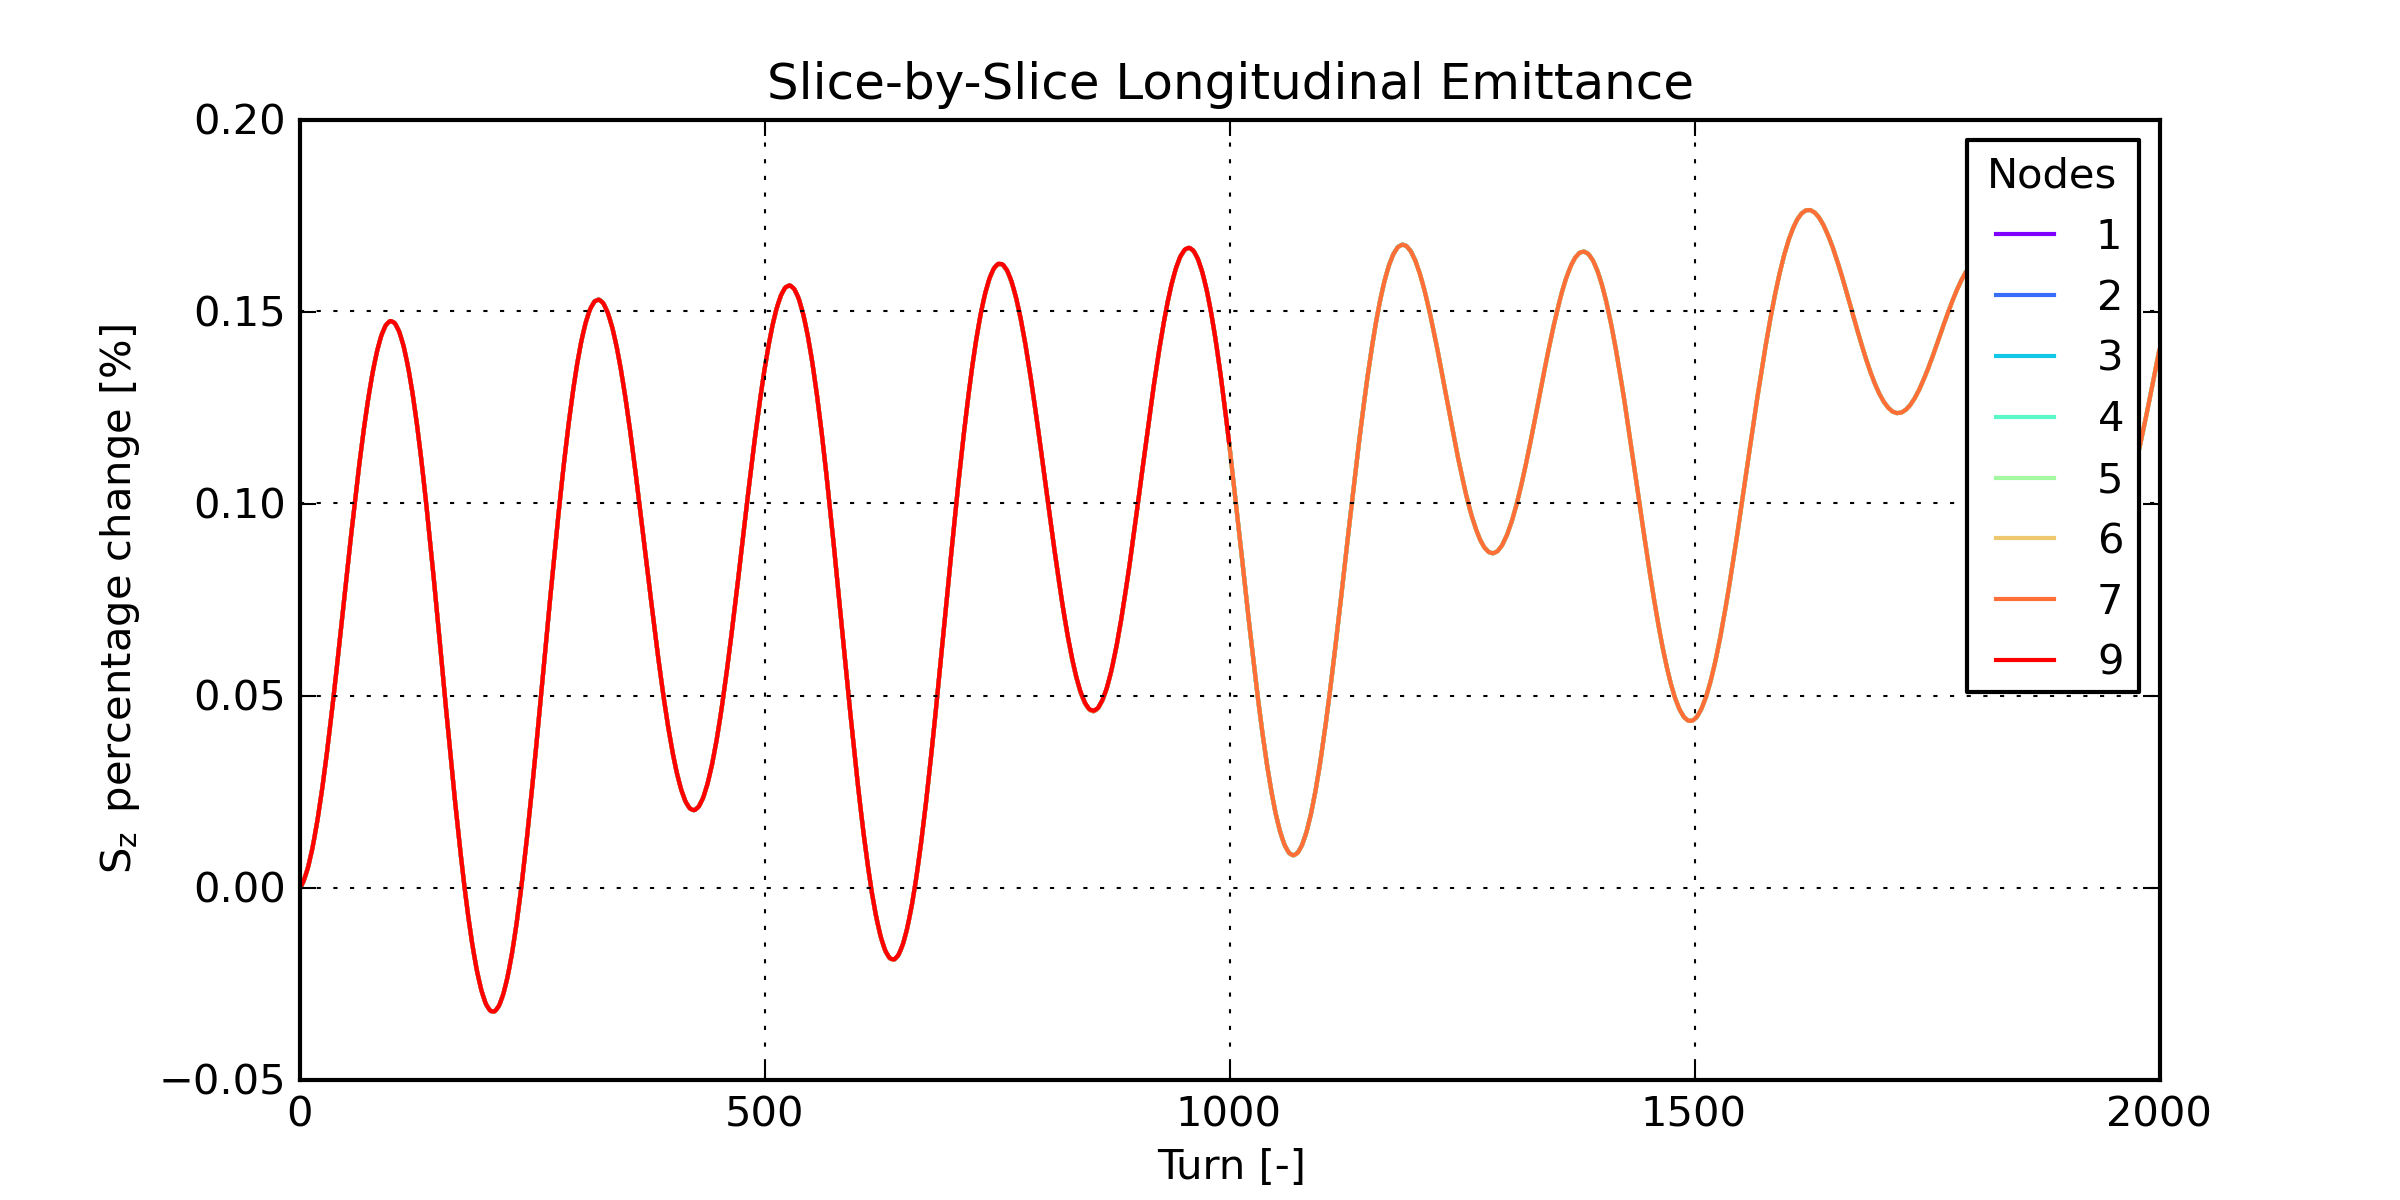 Slice-by-Slice Longitudinal Emittance
0.20
0.15
0.10
0.05
0.00
−0.05
S_z percentage change [%]
0 500 1000 1500 2000
Turn [-]
Nodes
1
2
3
4
5
6
7
9